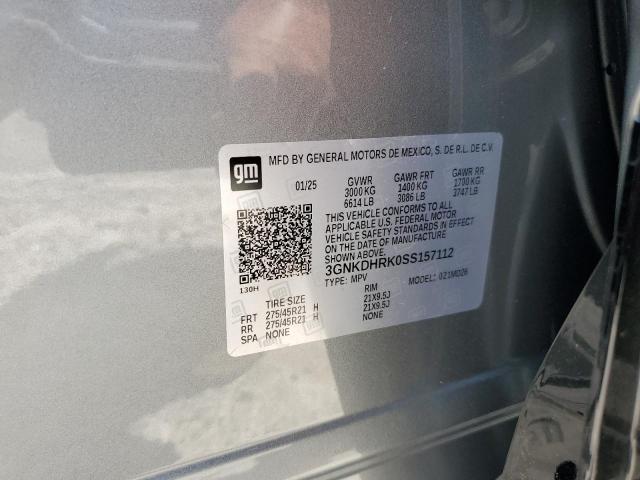 gm
MFD BY GENERAL MOTORS DE MEXICO, S. DE R.L. DE C.V.
01/25 GVWR GAWR FRT GAWR RR
3000 KG 1400 KG 1700 KG
6614 LB 3086 LB 3747 LB
THIS VEHICLE CONFORMS TO ALL
APPLICABLE U.S. FEDERAL MOTOR
VEHICLE SAFETY STANDARDS IN EFFECT
ON THE DATE OF MANUFACTURE
SHOWN ABOVE.
3GNKDHRK0SS157112
130H TYPE: MPV MODEL: 0Z1MD26
TIRE SIZE RIM
FRT 275/45R21 H 21X9.5J
RR 275/45R21 H 21X9.5J
SPA NONE NONE